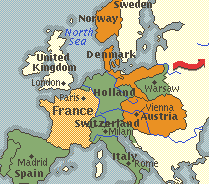 Sweden
Norway
North
Sea
Denmark
United
Kingdom
London
Holland
Warsaw
Paris
France
Vienna
Austria
Switzerland
Milan
Italy
Rome
Madrid
Spain